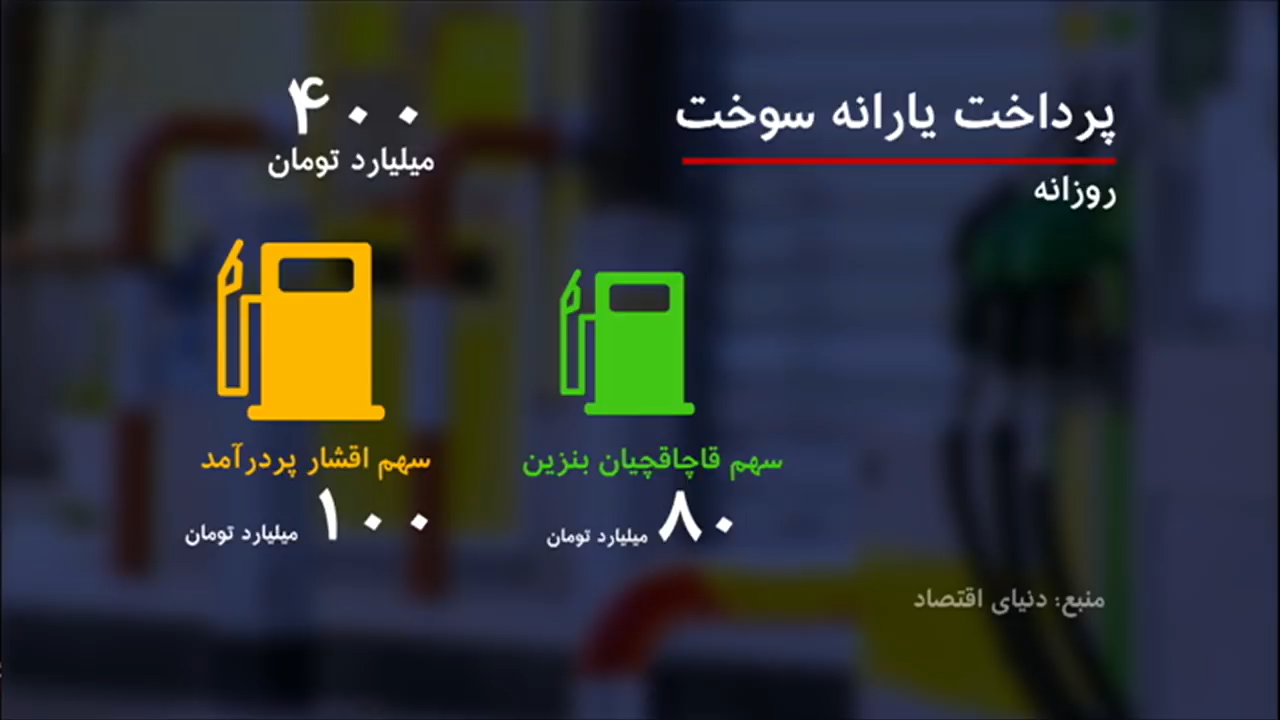 پرداخت یارانه سوخت
روزانه
۴۰۰
میلیارد تومان
سهم قاچاقچیان بنزین
۸۰ میلیارد تومان
سهم اقشار پردرآمد
۱۰۰ میلیارد تومان
منبع: دنیای اقتصاد